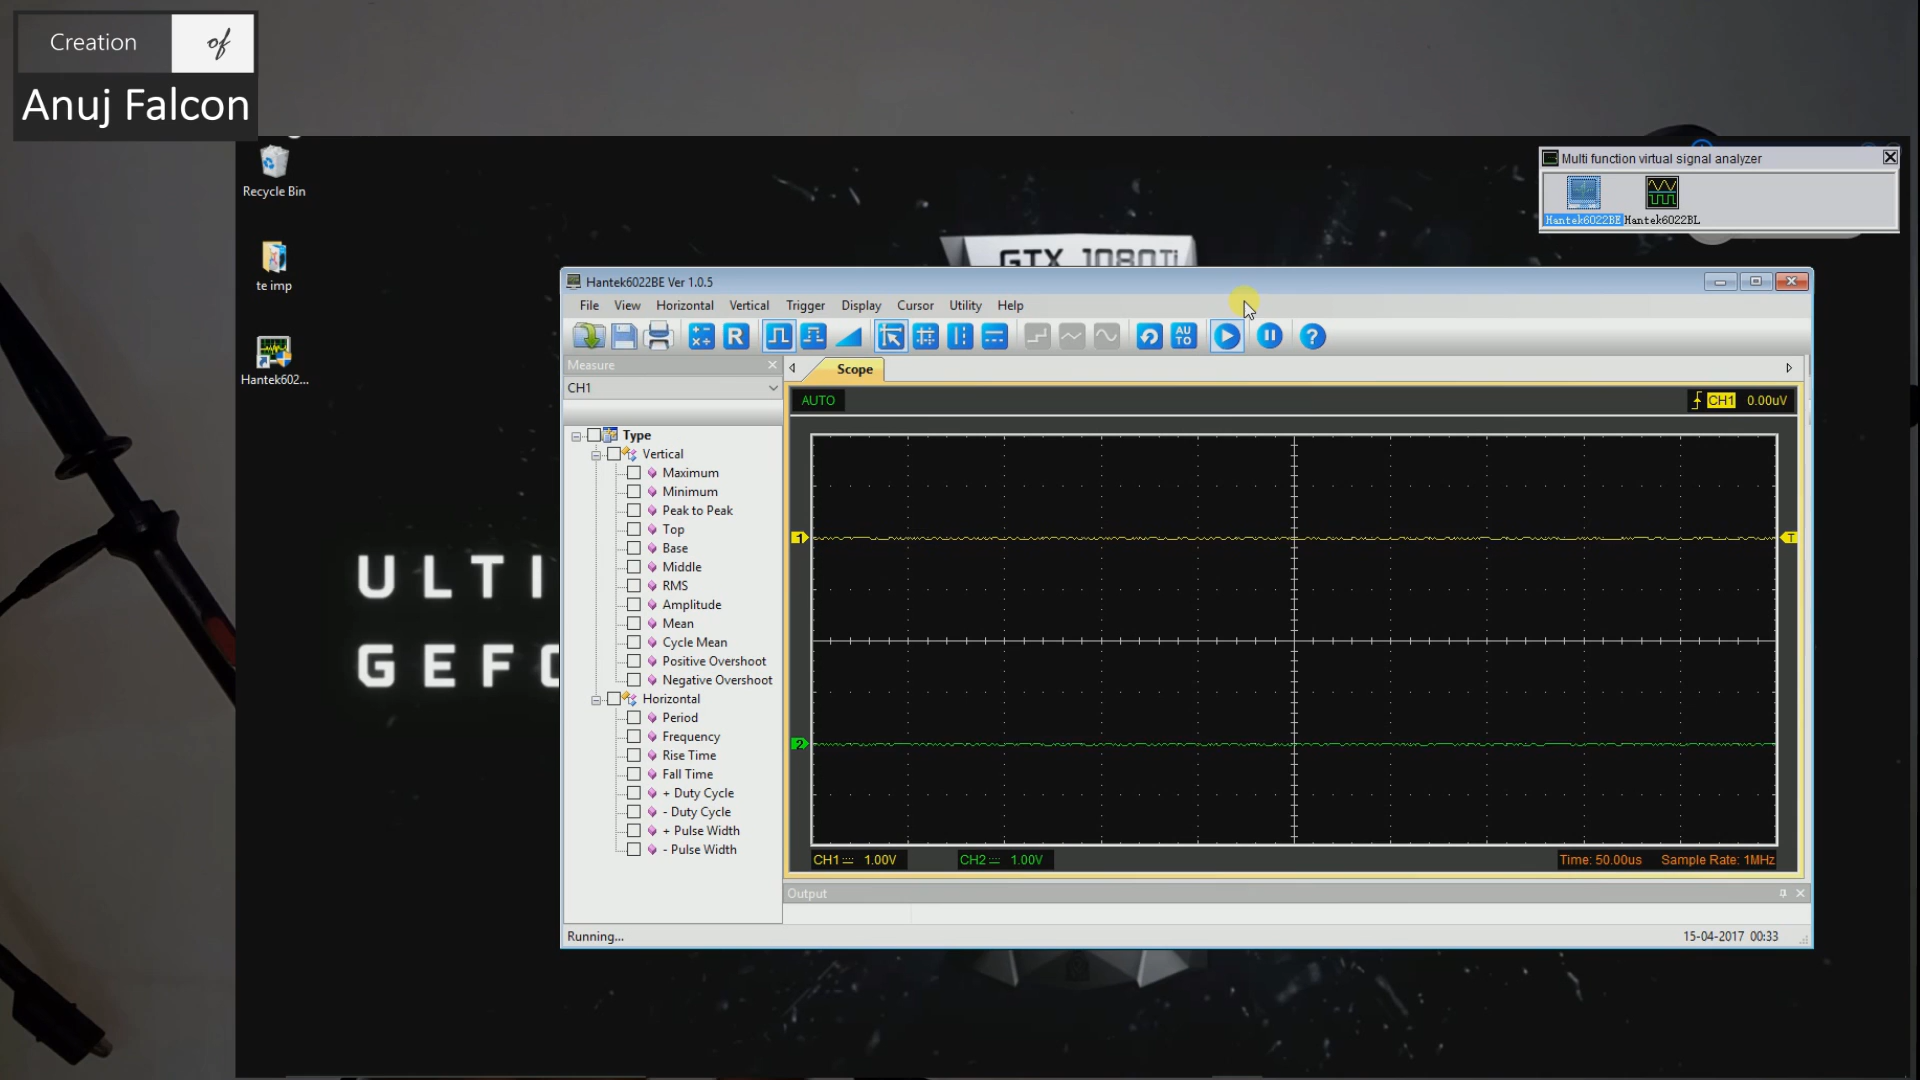 Creation of
Anuj Falcon
Recycle Bin
te imp
Hantek602...
Multi function virtual signal analyzer
Hantek6022BE Hantek6022BL
GTX 1080Ti
ULTI
GEFO
Hantek6022BE Ver 1.0.5
File View Horizontal Vertical Trigger Display Cursor Utility Help
R
AUTO
?
Measure
CH1
Scope
AUTO
CH1 0.00uV
Type
Vertical
Maximum
Minimum
Peak to Peak
Top
Base
Middle
RMS
Amplitude
Mean
Cycle Mean
Positive Overshoot
Negative Overshoot
Horizontal
Period
Frequency
Rise Time
Fall Time
+ Duty Cycle
- Duty Cycle
+ Pulse Width
- Pulse Width
1
T
2
CH1 1.00V
CH2 1.00V
Time: 50.00us Sample Rate: 1MHz
Output
Running...
15-04-2017 00:33